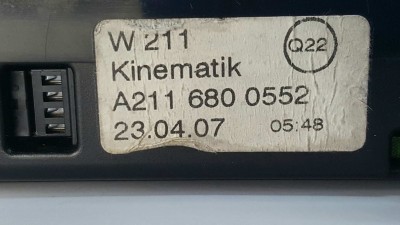 W 211
Q22
Kinematik
A211 680 0552
23.04.07 05:48